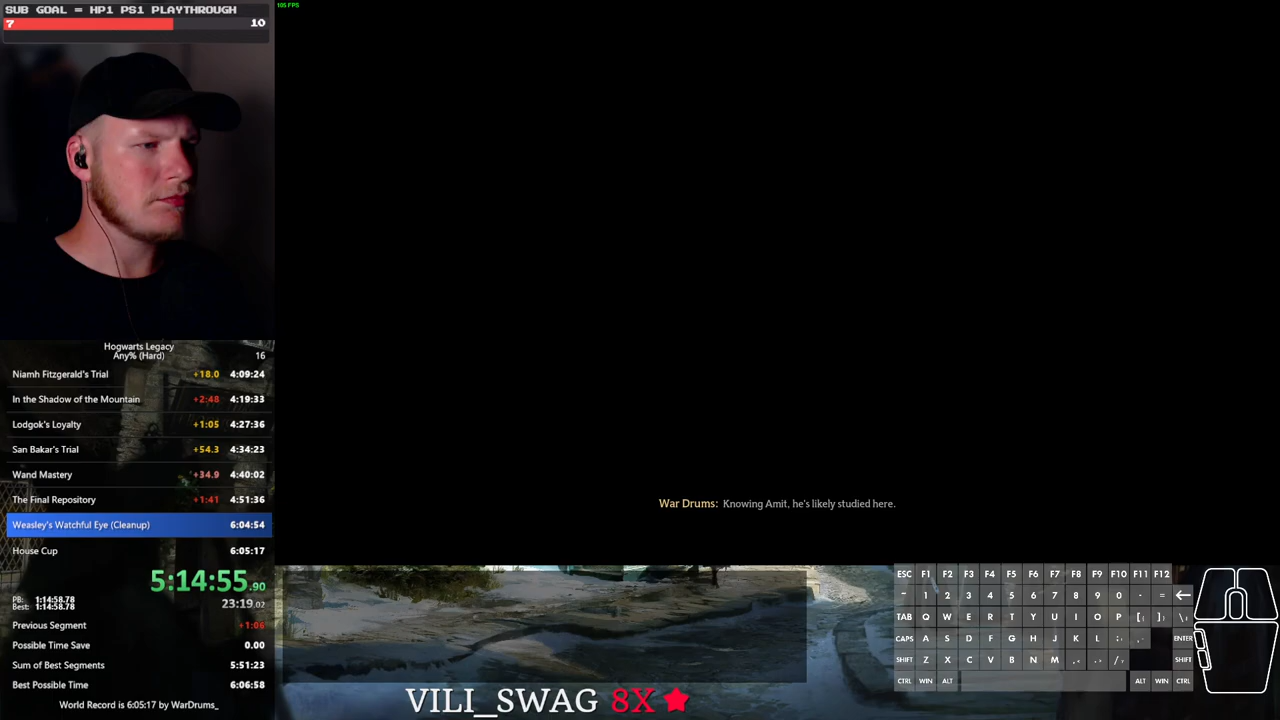 SUB GOAL = HP1 PS1 PLAYTHROUGH
7 10
105 FPS
Hogwarts Legacy
Any% (Hard) 16
Niamh Fitzgerald's Trial +18.0 4:09:24
In the Shadow of the Mountain +2:48 4:19:33
Lodgok's Loyalty +1:05 4:27:36
San Bakar's Trial +54.3 4:34:23
Wand Mastery +34.9 4:40:02
The Final Repository +1:41 4:51:36
Weasley's Watchful Eye (Cleanup) 6:04:54
House Cup 6:05:17
5:14:55.90
PB: 1:14:58.78
Best: 1:14:58.78
23:19.02
Previous Segment +1:06
Possible Time Save 0.00
Sum of Best Segments 5:51:23
Best Possible Time 6:06:58
World Record is 6:05:17 by WarDrums_
War Drums: Knowing Amit, he's likely studied here.
VILI_SWAG 8X
ESC F1 F2 F3 F4 F5 F6 F7 F8 F9 F10 F11 F12
~ 1 2 3 4 5 6 7 8 9 0 - =
TAB Q W E R T Y U I O P [{ ]} \
CAPS A S D F G H J K L ENTER
SHIFT Z X C V B N M SHIFT
CTRL WIN ALT ALT WIN CTRL